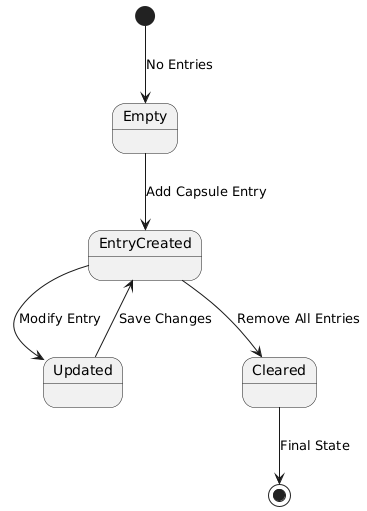 No Entries
Empty
Add Capsule Entry
EntryCreated
Modify Entry
Save Changes
Remove All Entries
Updated
Cleared
Final State